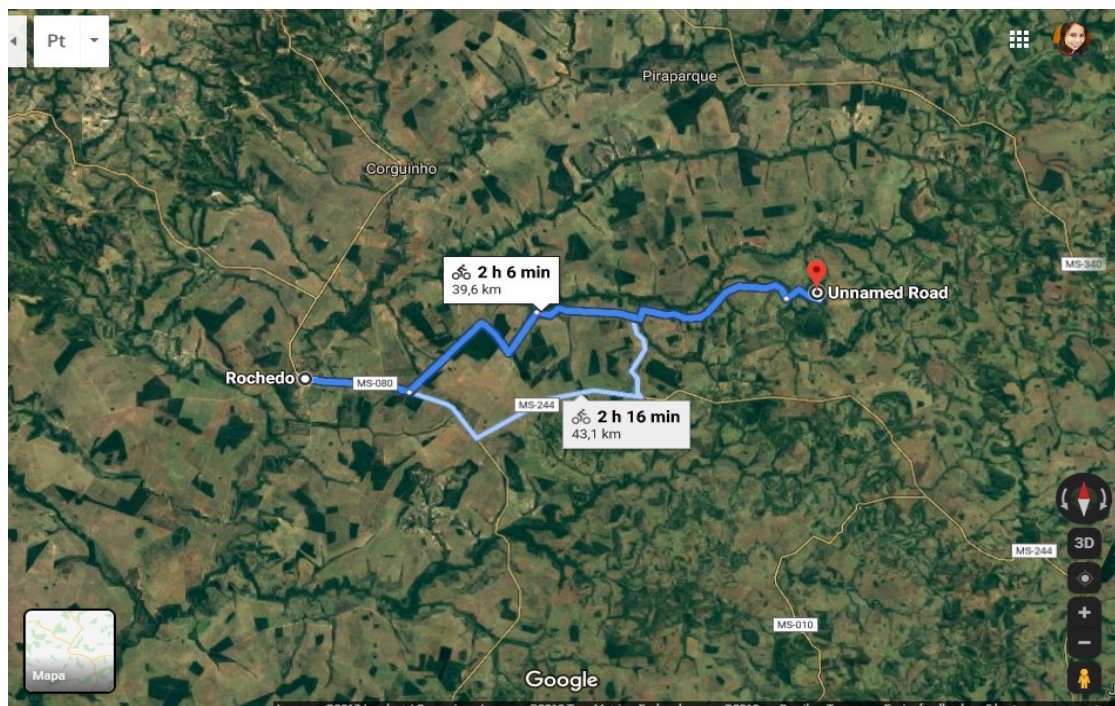 Pt
Piraparque
Corguinho
MS-340
2 h 6 min
39,6 km
Unnamed Road
Rochedo
MS-080
MS-244
2 h 16 min
43,1 km
3D
MS-244
MS-010
Mapa
Google